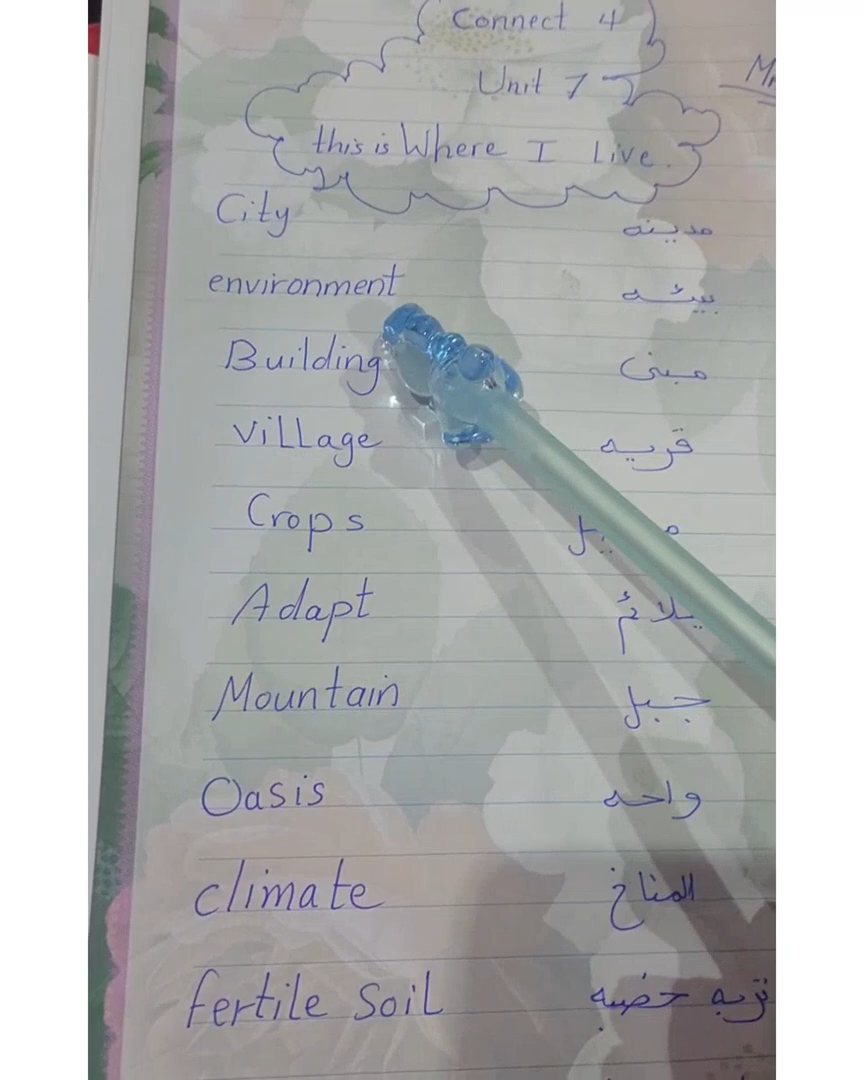 Connect 4
Unit 7
this is Where I Live.
City مدينه
environment بيئه
Building مبنى
Village قريه
Crops
Adapt يلائم
Mountain جبل
Oasis واحه
climate المناخ
fertile Soil تربه خصبه